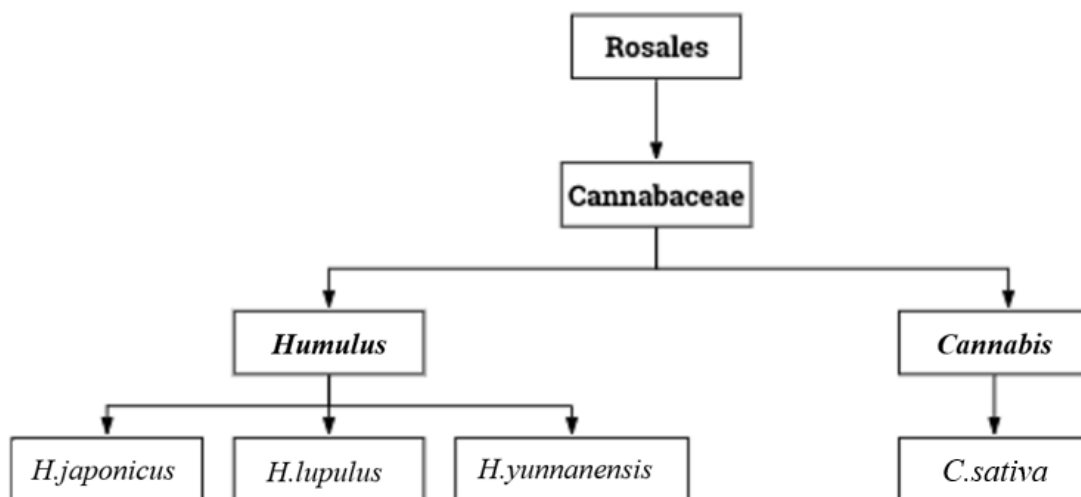 Rosales
Cannabaceae
Humulus
Cannabis
H.japonicus
H.lupulus
H.yunnanensis
C.sativa